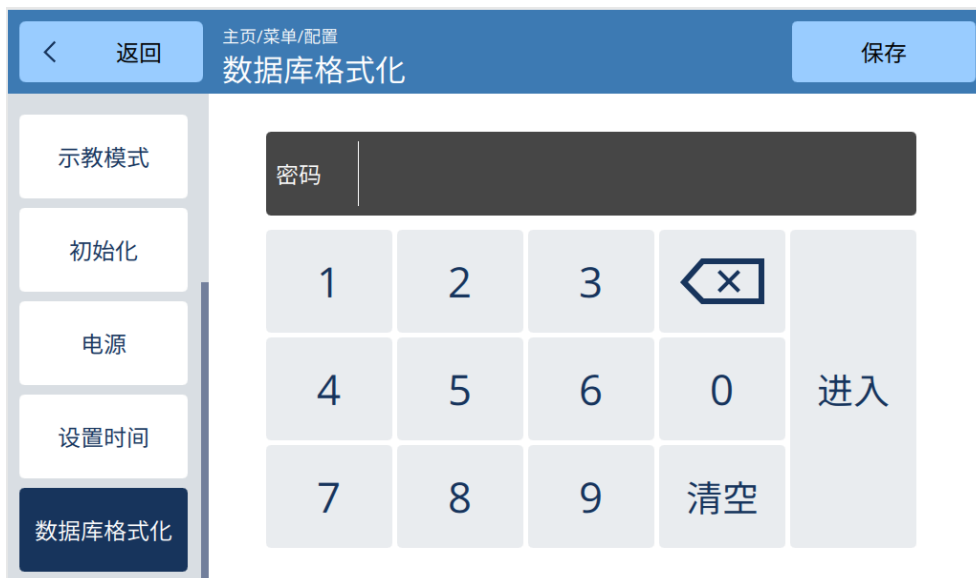 返回
主页/菜单/配置
数据库格式化
保存
示教模式
初始化
电源
设置时间
数据库格式化
密码
1 2 3
4 5 6 0 进入
7 8 9 清空